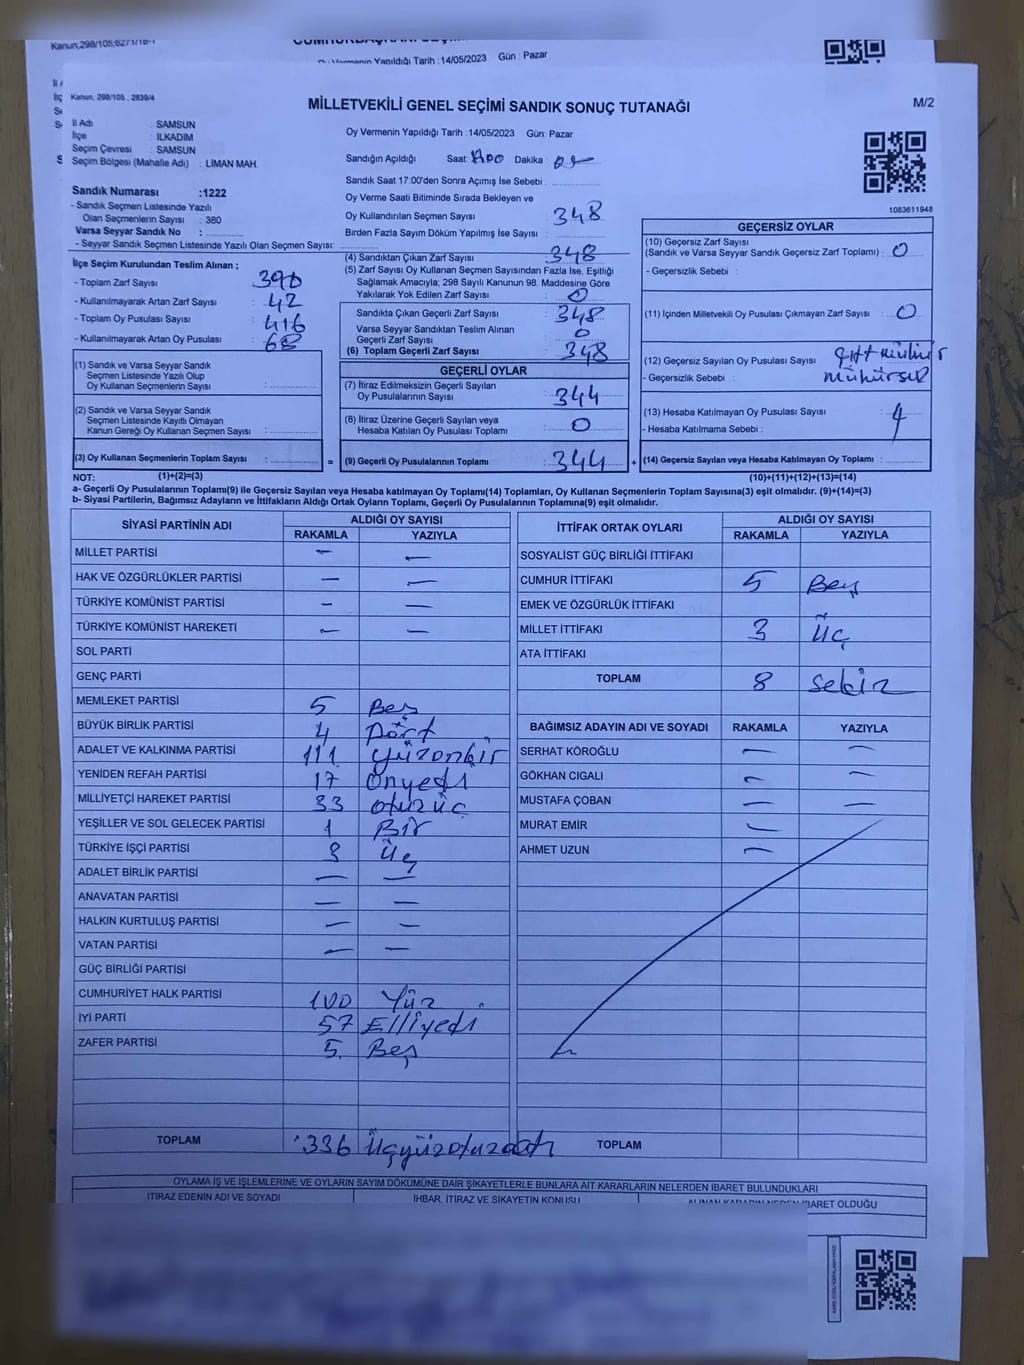 Kanun,298/105,
Oy Vermenin Yapıldığı Tarih : 14/05/2023 Gün : Pazar
Kanun, 298/105 , 2839/4
MİLLETVEKİLİ GENEL SEÇİMİ SANDIK SONUÇ TUTANAĞI
M/2
İl Adı : SAMSUN
İlçe : İLKADIM
Seçim Çevresi : SAMSUN
Seçim Bölgesi (Mahalle Adı) : LİMAN MAH.
Oy Vermenin Yapıldığı Tarih : 14/05/2023 Gün: Pazar
Sandığın Açıldığı Saat: Dakika
Sandık Saat 17:00'den Sonra Açımış İse Sebebi :
Sandık Numarası :1222
- Sandık Seçmen Listesinde Yazılı
Olan Seçmenlerin Sayısı : 380
Varsa Seyyar Sandık No :
- Seyyar Sandık Seçmen Listesinde Yazılı Olan Seçmen Sayısı:
Oy Verme Saati Bitiminde Sırada Bekleyen ve
Oy Kullandırılan Seçmen Sayısı 348
Birden Fazla Sayım Döküm Yapılmış İse Sayısı :
1083611948
İlçe Seçim Kurulundan Teslim Alınan ;
- Toplam Zarf Sayısı : 390
- Kullanılmayarak Artan Zarf Sayısı : 42
- Toplam Oy Pusulası Sayısı : 416
- Kullanılmayarak Artan Oy Pusulası : 68
(4) Sandıktan Çıkan Zarf Sayısı : 348
(5) Zarf Sayısı Oy Kullanan Seçmen Sayısından Fazla İse, Eşitliği
Sağlamak Amacıyla; 298 Sayılı Kanunun 98. Maddesine Göre
Yakılarak Yok Edilen Zarf Sayısı : 0
Sandıkta Çıkan Geçerli Zarf Sayısı : 348
Varsa Seyyar Sandıktan Teslim Alınan
Geçerli Zarf Sayısı : 0
(6) Toplam Geçerli Zarf Sayısı : 348
GEÇERSİZ OYLAR
(10) Geçersiz Zarf Sayısı
(Sandık ve Varsa Seyyar Sandık Geçersiz Zarf Toplamı) : 0
- Geçersizlik Sebebi :
(11) İçinden Milletvekili Oy Pusulası Çıkmayan Zarf Sayısı : 0
(12) Geçersiz Sayılan Oy Pusulası Sayısı :
- Geçersizlik Sebebi :
(13) Hesaba Katılmayan Oy Pusulası Sayısı : 4
- Hesaba Katılmama Sebebi :
(14) Geçersiz Sayılan veya Hesaba Katılmayan Oy Toplamı :
(1) Sandık ve Varsa Seyyar Sandık
Seçmen Listesinde Yazılı Olup
Oy Kullanan Seçmenlerin Sayısı :
(2) Sandık ve Varsa Seyyar Sandık
Seçmen Listesinde Kayıtlı Olmayan
Kanun Gereği Oy Kullanan Seçmen Sayısı :
(3) Oy Kullanan Seçmenlerin Toplam Sayısı : =
GEÇERLİ OYLAR
(7) İtiraz Edilmeksizin Geçerli Sayılan
Oy Pusulalarının Sayısı : 344
(8) İtiraz Üzerine Geçerli Sayılan veya
Hesaba Katılan Oy Pusulası Toplamı : 0
(9) Geçerli Oy Pusulalarının Toplamı : 344 +
NOT: (1)+(2)=(3)
(10)+(11)+(12)+(13)=(14)
a- Geçerli Oy Pusulalarının Toplamı(9) ile Geçersiz Sayılan veya Hesaba katılmayan Oy Toplamı(14) Toplamları, Oy Kullanan Seçmenlerin Toplam Sayısına(3) eşit olmalıdır. (9)+(14)=(3)
b- Siyasi Partilerin, Bağımsız Adayların ve İttifakların Aldığı Ortak Oyların Toplamı, Geçerli Oy Pusulalarının Toplamına(9) eşit olmalıdır.
SİYASİ PARTİNİN ADI ALDIĞI OY SAYISI
RAKAMLA YAZIYLA
MİLLET PARTİSİ — —
HAK VE ÖZGÜRLÜKLER PARTİSİ — —
TÜRKİYE KOMÜNİST PARTİSİ — —
TÜRKİYE KOMÜNİST HAREKETİ — —
SOL PARTİ
GENÇ PARTİ
MEMLEKET PARTİSİ 5 Beş
BÜYÜK BİRLİK PARTİSİ 4 Dört
ADALET VE KALKINMA PARTİSİ 111 Yüzonbir
YENİDEN REFAH PARTİSİ 17 Onyedi
MİLLİYETÇİ HAREKET PARTİSİ 33 otuzüç
YEŞİLLER VE SOL GELECEK PARTİSİ 1 Bir
TÜRKİYE İŞÇİ PARTİSİ 3 Üç
ADALET BİRLİK PARTİSİ — —
ANAVATAN PARTİSİ — —
HALKIN KURTULUŞ PARTİSİ — —
VATAN PARTİSİ — —
GÜÇ BİRLİĞİ PARTİSİ
CUMHURİYET HALK PARTİSİ 100 Yüz
İYİ PARTİ 57 Elliyedi
ZAFER PARTİSİ 5 Beş
TOPLAM 336 Üçyüzotuzaltı
İTTİFAK ORTAK OYLARI ALDIĞI OY SAYISI
RAKAMLA YAZIYLA
SOSYALİST GÜÇ BİRLİĞİ İTTİFAKI
CUMHUR İTTİFAKI 5 Beş
EMEK VE ÖZGÜRLÜK İTTİFAKI
MİLLET İTTİFAKI 3 Üç
ATA İTTİFAKI
TOPLAM 8 sekiz
BAĞIMSIZ ADAYIN ADI VE SOYADI RAKAMLA YAZIYLA
SERHAT KÖROĞLU — —
GÖKHAN CIGALI — —
MUSTAFA ÇOBAN — —
MURAT EMİR —
AHMET UZUN —
TOPLAM
OYLAMA İŞ VE İŞLEMLERİNE VE OYLARIN SAYIM DÖKÜMÜNE DAİR ŞİKAYETLERLE BUNLARA AİT KARARLARIN NELERDEN İBARET BULUNDUKLARI
İTİRAZ EDENİN ADI VE SOYADI İHBAR, İTİRAZ VE ŞİKAYETİN KONUSU ALINAN KARARIN NEDEN İBARET OLDUĞU